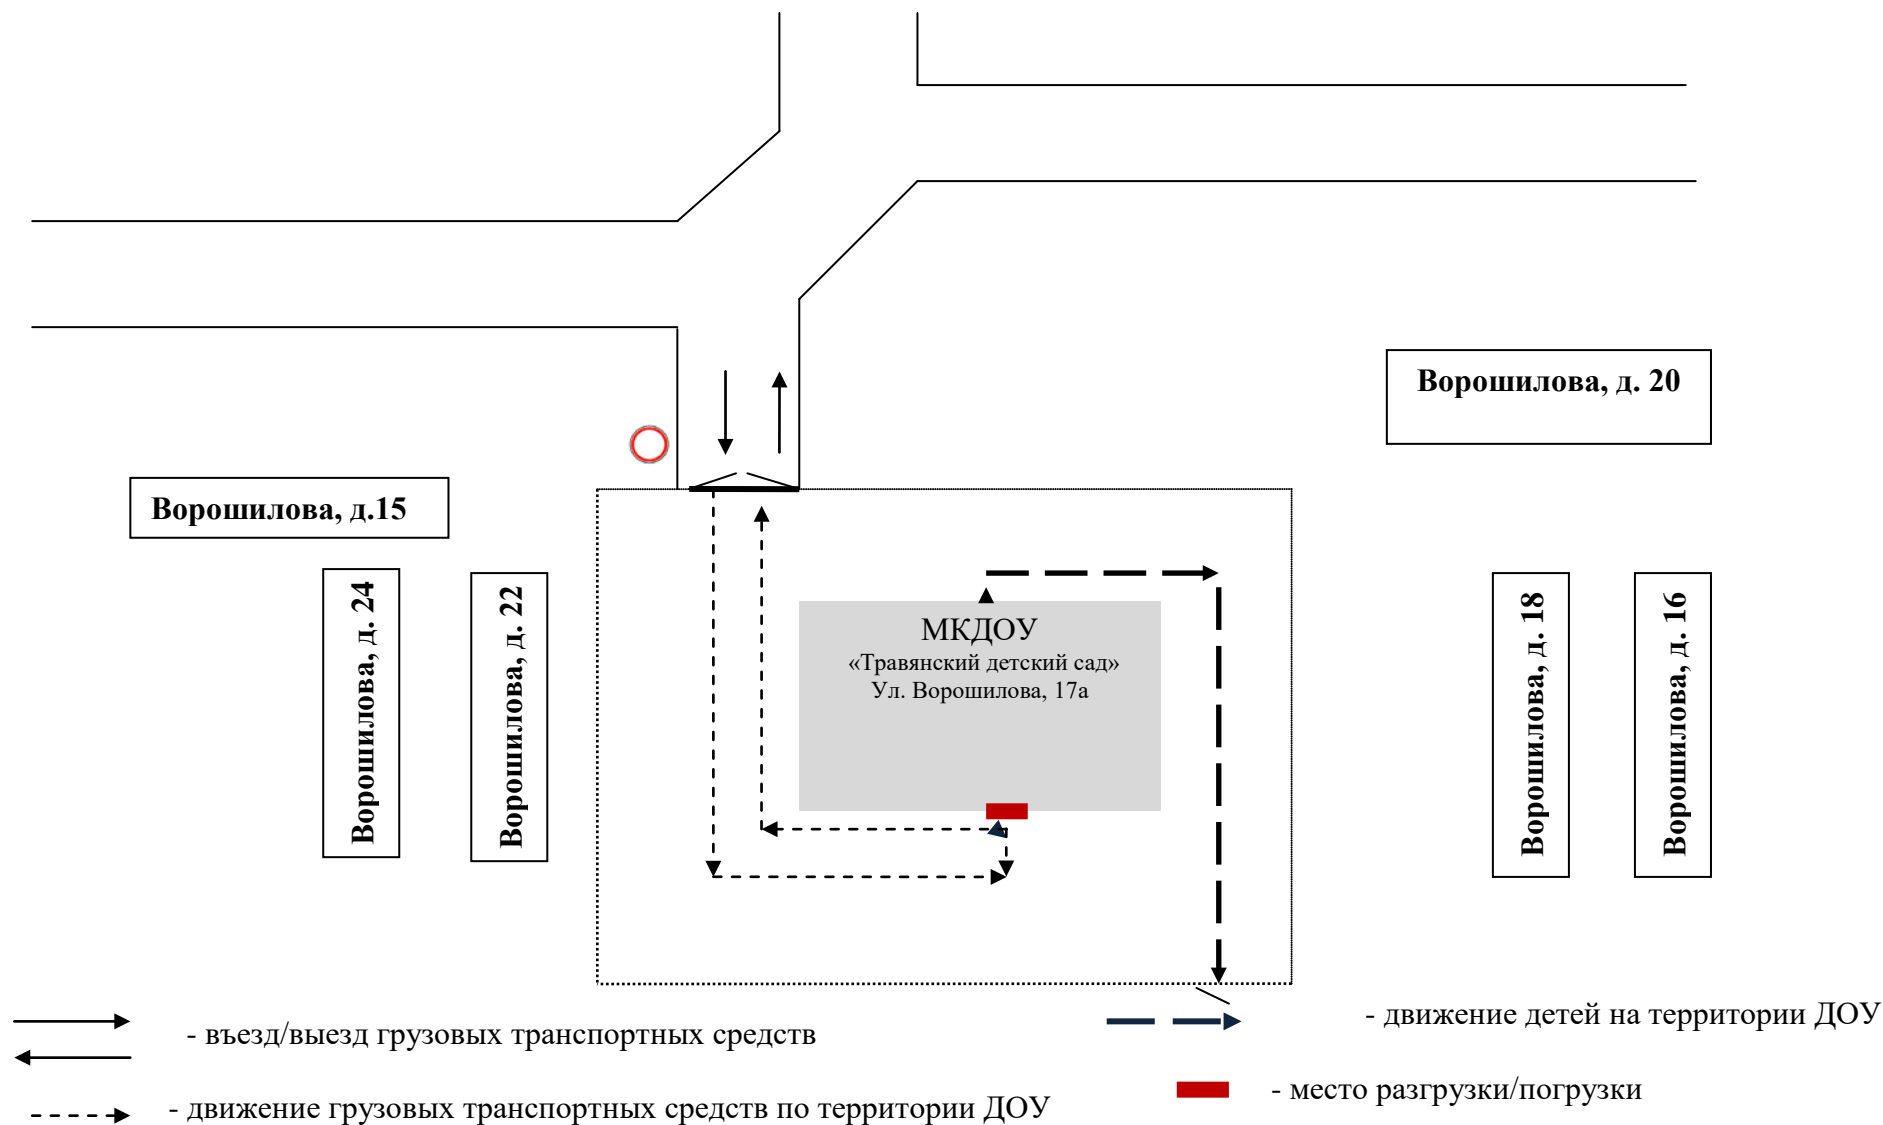 Ворошилова, д. 20
Ворошилова, д.15
Ворошилова, д. 24
Ворошилова, д. 22
МКДОУ
«Травянский детский сад»
Ул. Ворошилова, 17а
Ворошилова, д. 18
Ворошилова, д. 16
- въезд/выезд грузовых транспортных средств
- движение детей на территории ДОУ
- движение грузовых транспортных средств по территории ДОУ
- место разгрузки/погрузки